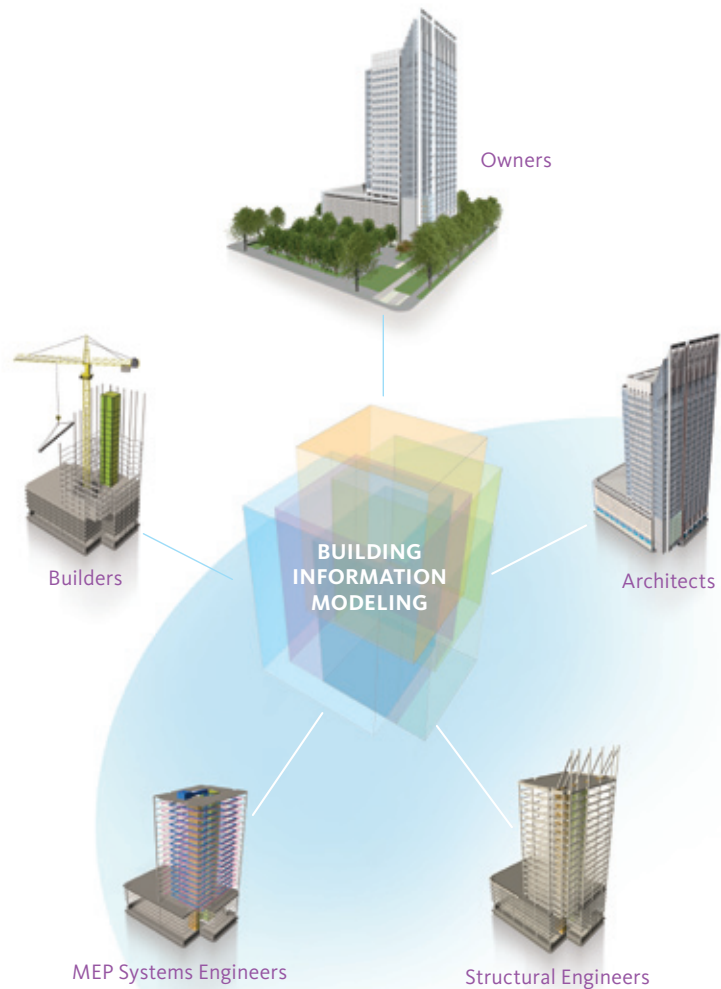 Owners
BUILDING
INFORMATION
MODELING
Builders
Architects
MEP Systems Engineers
Structural Engineers